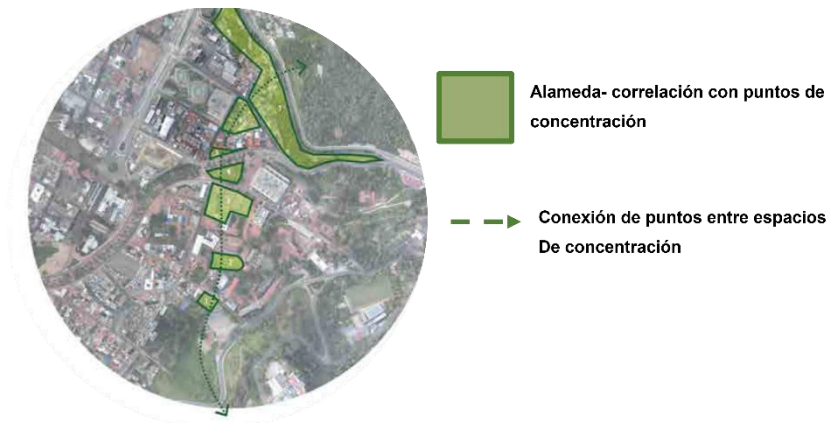 Alameda- correlación con puntos de
concentración
Conexión de puntos entre espacios
De concentración